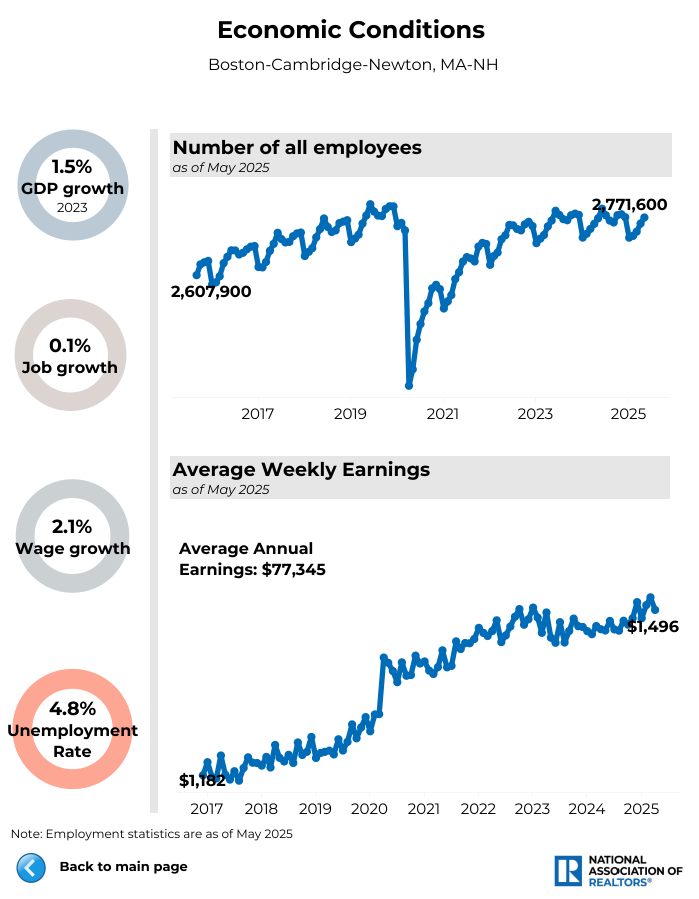 Economic Conditions
Boston-Cambridge-Newton, MA-NH
1.5%
GDP growth
2023
0.1%
Job growth
2.1%
Wage growth
4.8%
Unemployment
Rate
Number of all employees
as of May 2025
2,771,600
2,607,900
2017 2019 2021 2023 2025
Average Weekly Earnings
as of May 2025
Average Annual
Earnings: $77,345
$1,496
$1,182
2017 2018 2019 2020 2021 2022 2023 2024 2025
Note: Employment statistics are as of May 2025
Back to main page
NATIONAL
ASSOCIATION OF
REALTORS®